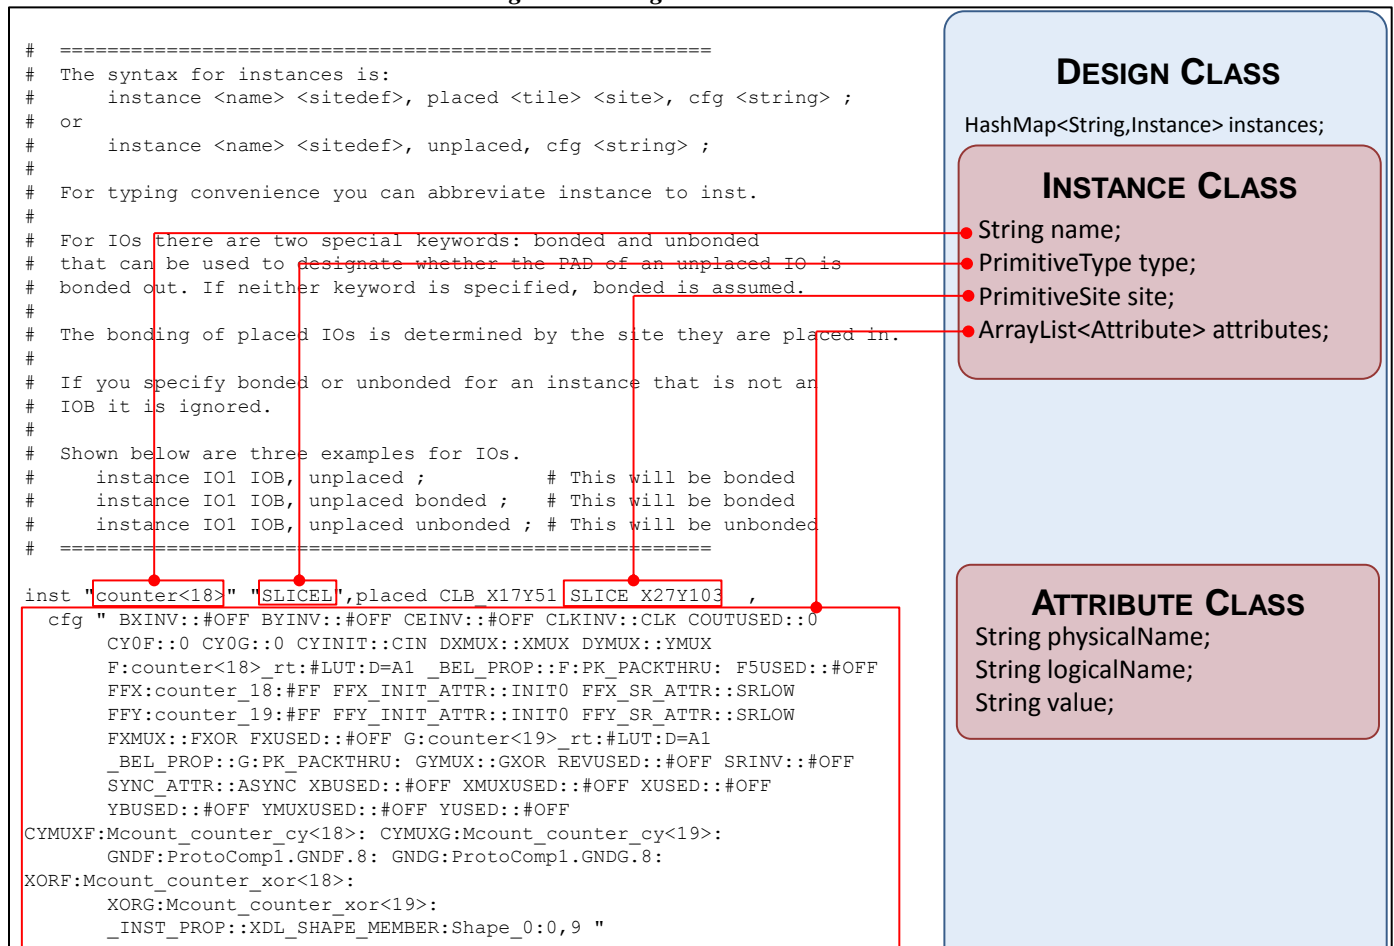 #  =======================================================
#  The syntax for instances is:
#      instance <name> <sitedef>, placed <tile> <site>, cfg <string> ;
#  or
#      instance <name> <sitedef>, unplaced, cfg <string> ;
#
#  For typing convenience you can abbreviate instance to inst.
#
#  For IOs there are two special keywords: bonded and unbonded
#  that can be used to designate whether the PAD of an unplaced IO is
#  bonded out. If neither keyword is specified, bonded is assumed.
#
#  The bonding of placed IOs is determined by the site they are placed in.
#
#  If you specify bonded or unbonded for an instance that is not an
#  IOB it is ignored.
#
#  Shown below are three examples for IOs.
#     instance IO1 IOB, unplaced ;          # This will be bonded
#     instance IO1 IOB, unplaced bonded ;   # This will be bonded
#     instance IO1 IOB, unplaced unbonded ; # This will be unbonded
#  =======================================================
inst "counter<18>" "SLICEL",placed CLB_X17Y51 SLICE_X27Y103  ,
  cfg " BXINV::#OFF BYINV::#OFF CEINV::#OFF CLKINV::CLK COUTUSED::0
       CY0F::0 CY0G::0 CYINIT::CIN DXMUX::XMUX DYMUX::YMUX
       F:counter<18>_rt:#LUT:D=A1 _BEL_PROP::F:PK_PACKTHRU: F5USED::#OFF
       FFX:counter_18:#FF FFX_INIT_ATTR::INIT0 FFX_SR_ATTR::SRLOW
       FFY:counter_19:#FF FFY_INIT_ATTR::INIT0 FFY_SR_ATTR::SRLOW
       FXMUX::FXOR FXUSED::#OFF G:counter<19>_rt:#LUT:D=A1
       _BEL_PROP::G:PK_PACKTHRU: GYMUX::GXOR REVUSED::#OFF SRINV::#OFF
       SYNC_ATTR::ASYNC XBUSED::#OFF XMUXUSED::#OFF XUSED::#OFF
       YBUSED::#OFF YMUXUSED::#OFF YUSED::#OFF
CYMUXF:Mcount_counter_cy<18>: CYMUXG:Mcount_counter_cy<19>:
       GNDF:ProtoComp1.GNDF.8: GNDG:ProtoComp1.GNDG.8:
XORF:Mcount_counter_xor<18>:
       XORG:Mcount_counter_xor<19>:
       _INST_PROP::XDL_SHAPE_MEMBER:Shape_0:0,9 "
DESIGN CLASS
HashMap<String,Instance> instances;
INSTANCE CLASS
String name;
PrimitiveType type;
PrimitiveSite site;
ArrayList<Attribute> attributes;
ATTRIBUTE CLASS
String physicalName;
String logicalName;
String value;